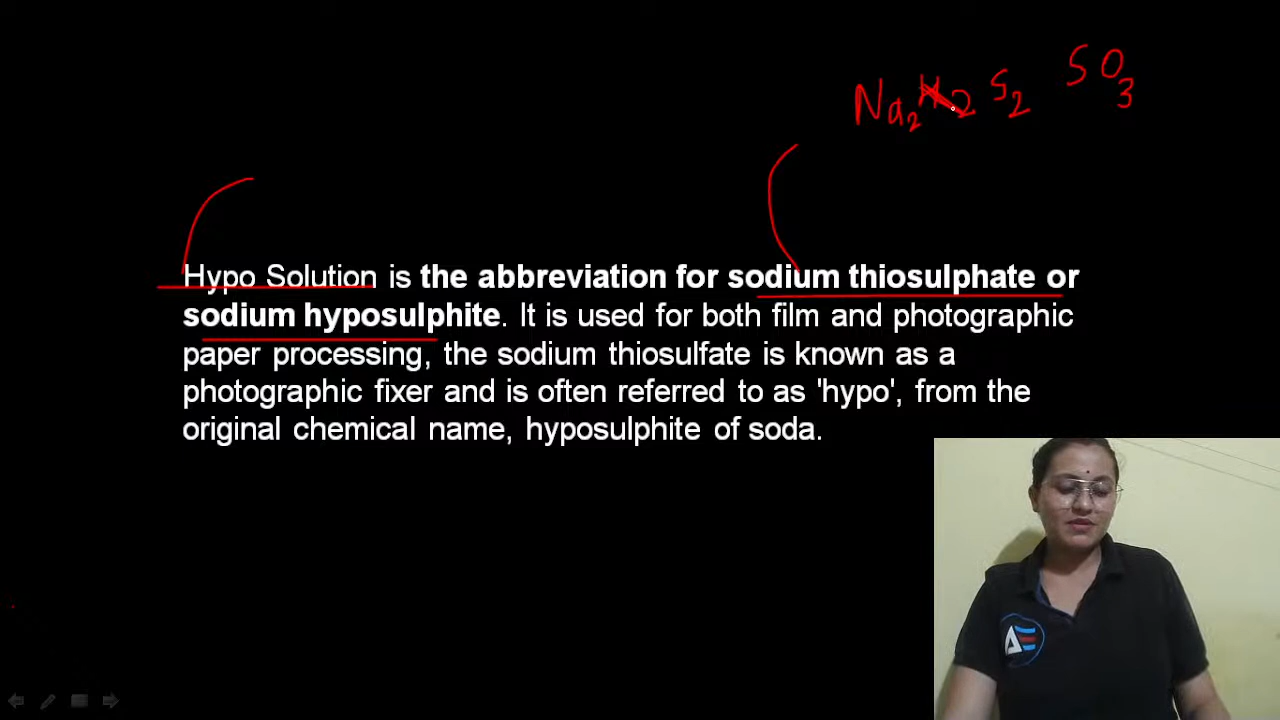 Na2 S2 SO3
Hypo Solution is the abbreviation for sodium thiosulphate or
sodium hyposulphite. It is used for both film and photographic
paper processing, the sodium thiosulfate is known as a
photographic fixer and is often referred to as 'hypo', from the
original chemical name, hyposulphite of soda.
AE